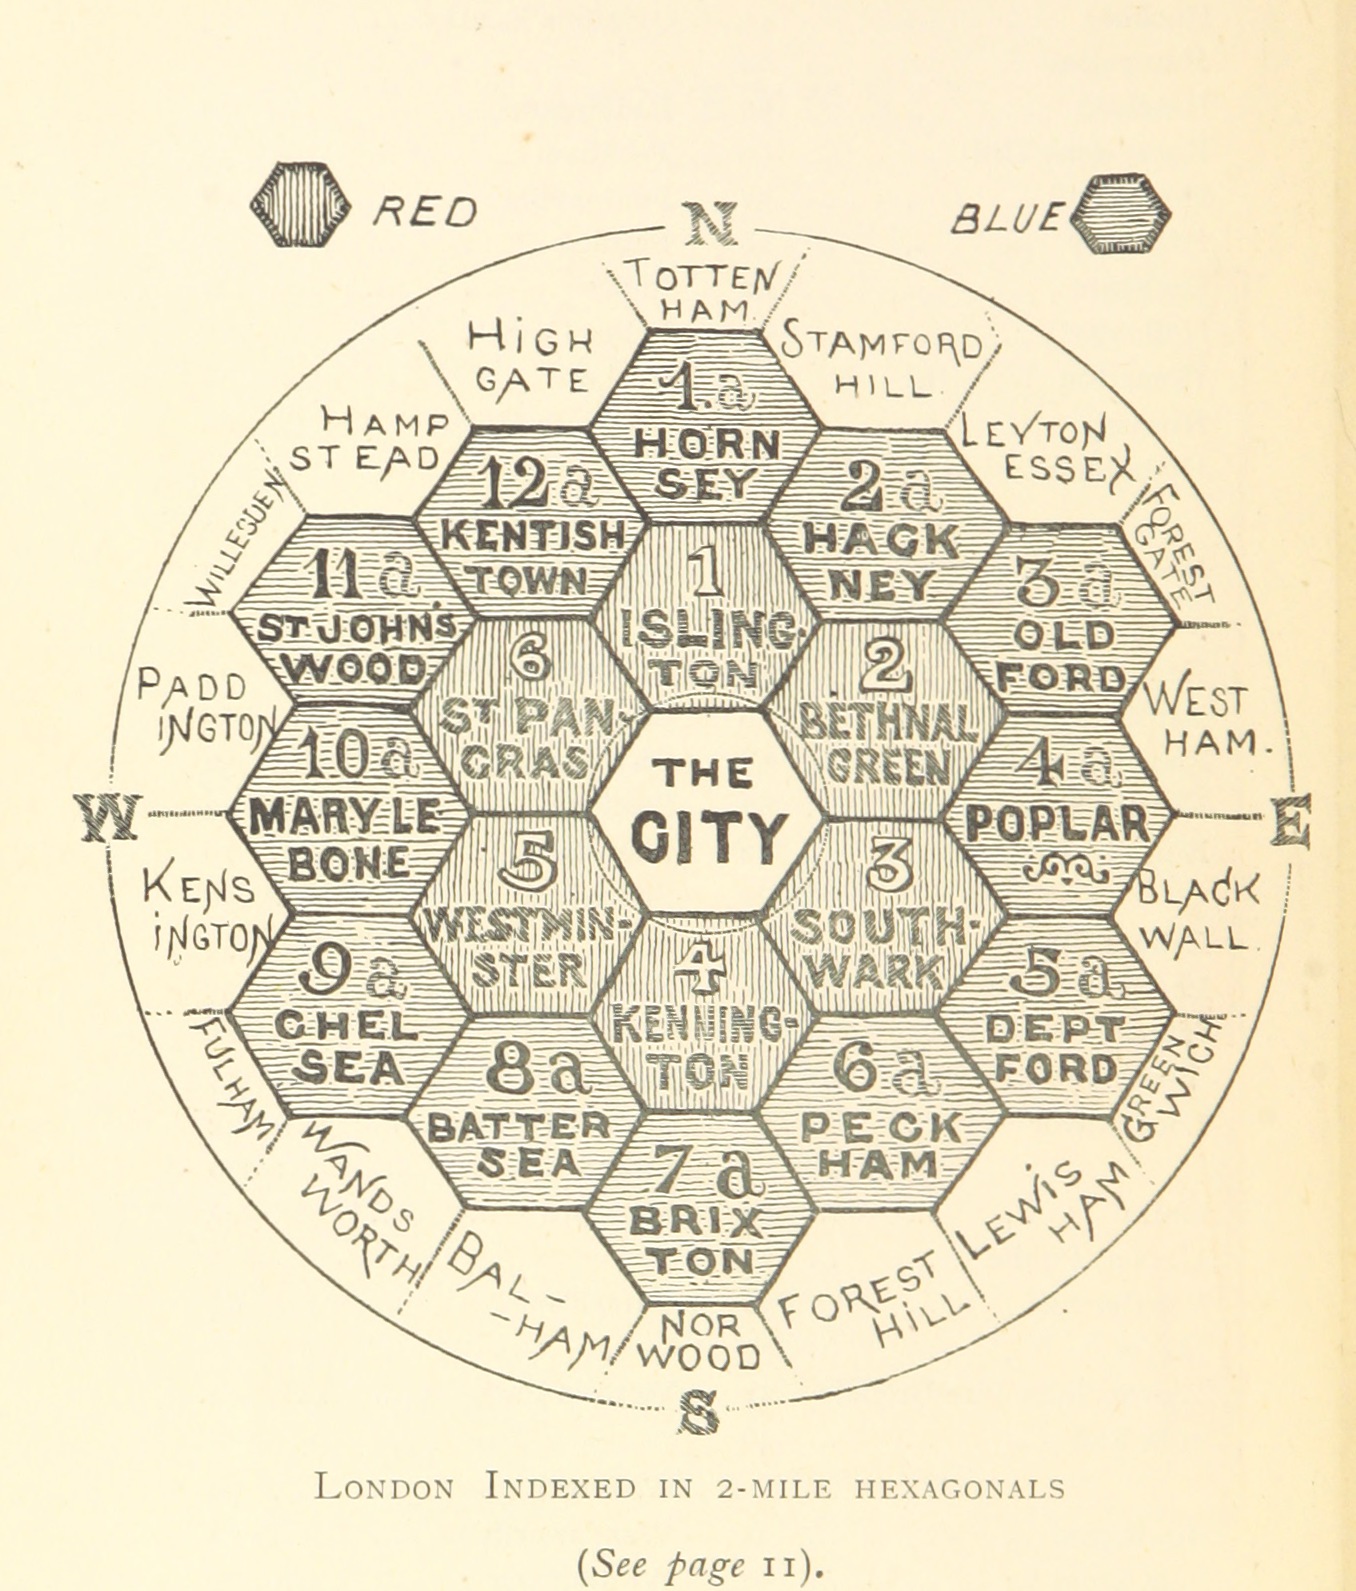 RED
BLUE
N
TOTTEN
HAM.
HIGH
GATE
STAMFORD
HILL.
HAMP
STEAD
LEYTON
ESSEX
WILLESDEN
FOREST
GATE
1.a
HORN
SEY
12a
KENTISH
TOWN
2a
HACK
NEY
11a
ST JOHN'S
WOOD
1
ISLING-
TON
3a
OLD
FORD
PADD
INGTON
6
ST PAN-
CRAS
2
BETHNAL
GREEN
WEST
HAM.
10a
MARYLE
BONE
THE
CITY
4a
POPLAR
W
E
KENS
INGTON
5
WESTMIN-
STER
3
SOUTH-
WARK
BLACK
WALL.
9a
CHEL
SEA
4
KENNING-
TON
5a
DEPT
FORD
FULHAM
8a
BATTER
SEA
6a
PECK
HAM
GREEN
WICH
WANDS
WORTH
7a
BRIX
TON
LEWIS
HAM
BAL-
-HAM
NOR
WOOD
FOREST
HILL
S
LONDON INDEXED IN 2-MILE HEXAGONALS
(See page 11).